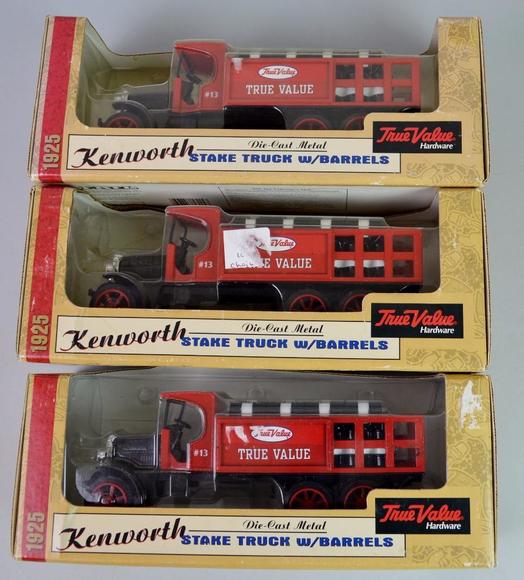 True Value
TRUE VALUE
#13
True Value
Hardware
1925
Kenworth
Die-Cast Metal
STAKE TRUCK W/BARRELS
Value
E VALUE
#13
True Value
Hardware
1925
Kenworth
Die-Cast Metal
STAKE TRUCK W/BARRELS
True Value
TRUE VALUE
#13
True Value
Hardware
1925
Kenworth
Die-Cast Metal
STAKE TRUCK W/BARRELS